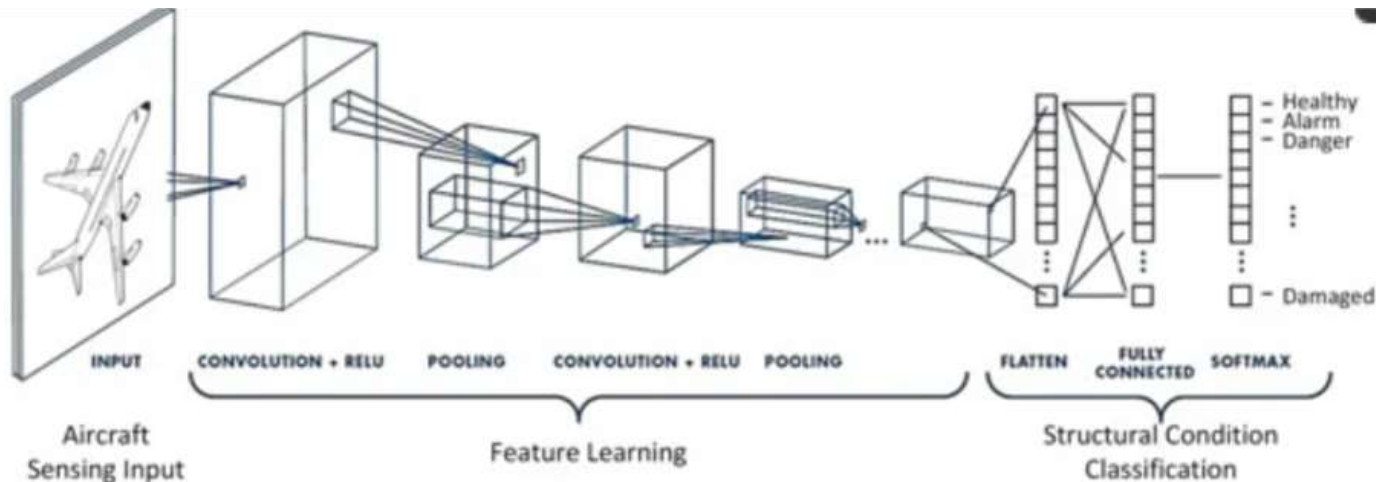 Healthy
Alarm
Danger
Damaged
INPUT
CONVOLUTION + RELU
POOLING
CONVOLUTION + RELU
POOLING
FLATTEN
FULLY
CONNECTED
SOFTMAX
Aircraft
Sensing Input
Feature Learning
Structural Condition
Classification